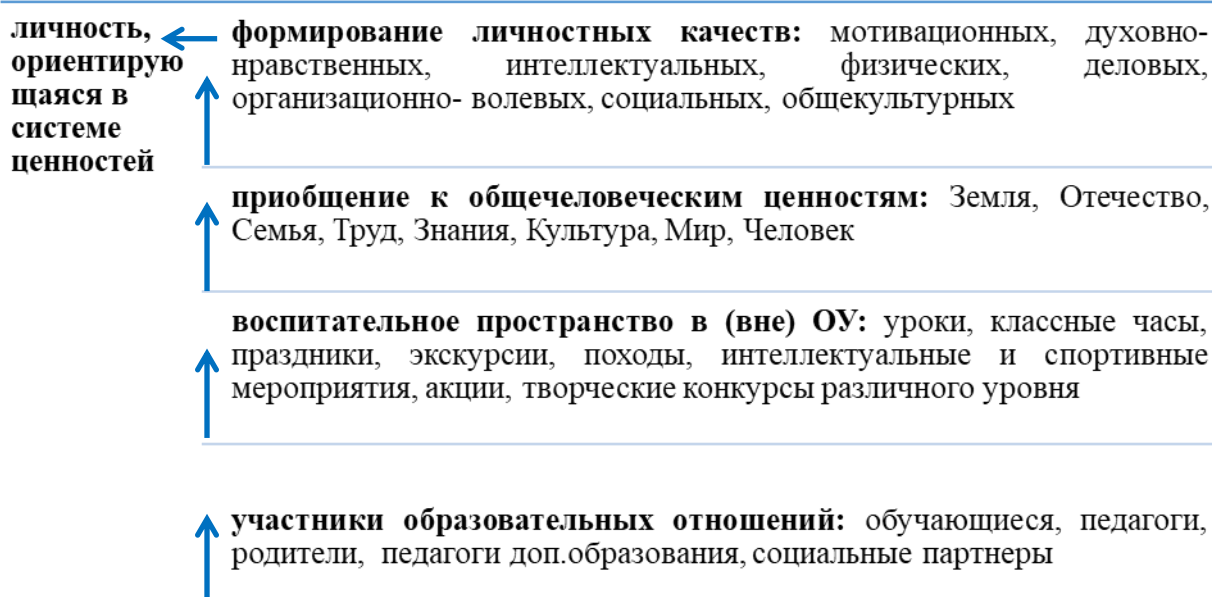 личность,
ориентирую
щаяся в
системе
ценностей
формирование личностных качеств: мотивационных, духовно-
нравственных, интеллектуальных, физических, деловых,
организационно- волевых, социальных, общекультурных
приобщение к общечеловеческим ценностям: Земля, Отечество,
Семья, Труд, Знания, Культура, Мир, Человек
воспитательное пространство в (вне) ОУ: уроки, классные часы,
праздники, экскурсии, походы, интеллектуальные и спортивные
мероприятия, акции, творческие конкурсы различного уровня
участники образовательных отношений: обучающиеся, педагоги,
родители, педагоги доп.образования, социальные партнеры